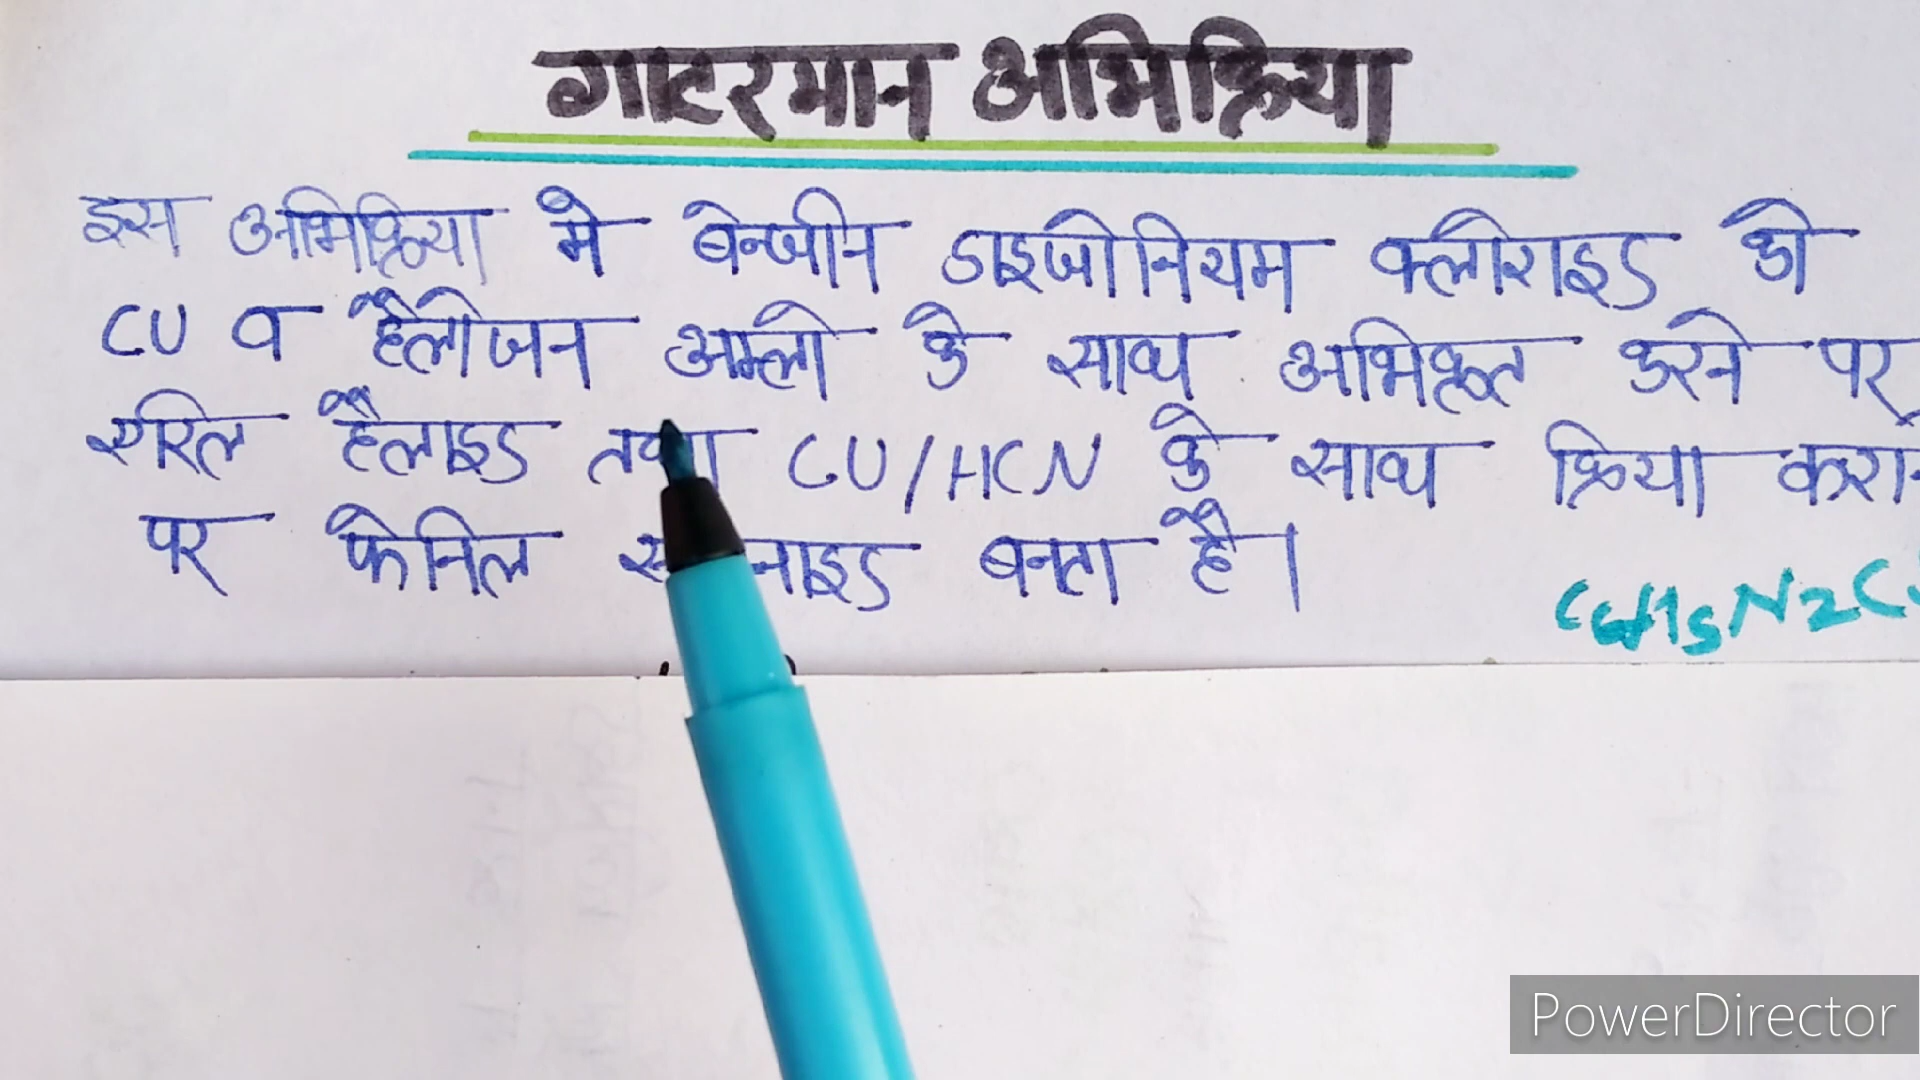 गाटरमान अभिक्रिया
इस अभिक्रिया मे बेन्जीन डाइजोनियम क्लोराइड को
CU व हैलोजन अम्लो के साथ अभिकृत करने पर
एरिल हैलाइड तथा CU/HCN के साथ क्रिया कराने
पर फेनिल बनता है।
C6H5N2Cl
PowerDirector